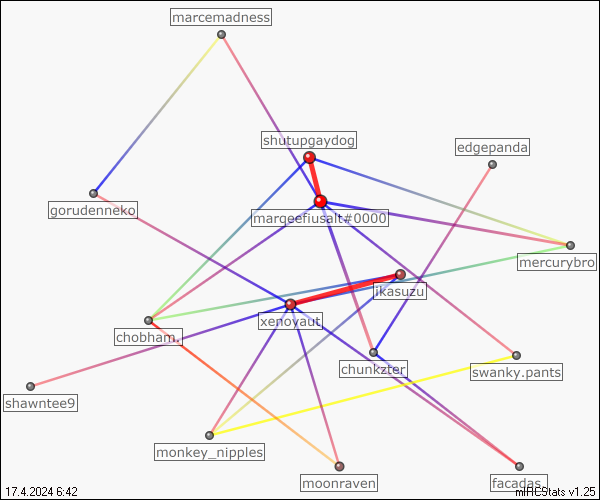 marcemadness
shutupgaydog
edgepanda
gorudenneko
margeefiusalt#0000
mercurybro
ikasuzu
xenoyabt
chobham.
chunkzter
swanky.pants
shawntee9
monkey_nipples
moonraven
facadas.
17.4.2024 6:42
mIRCStats v1.25